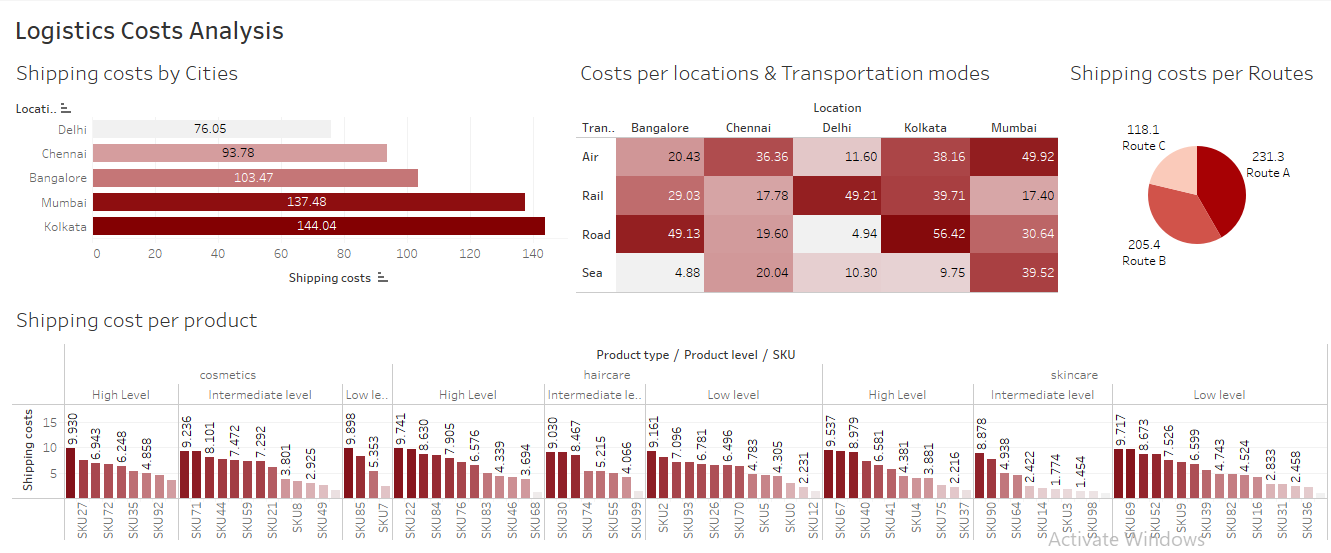 Logistics Costs Analysis
Shipping costs by Cities
Locati..
Delhi 76.05
Chennai 93.78
Bangalore 103.47
Mumbai 137.48
Kolkata 144.04
0 20 40 60 80 100 120 140
Shipping costs
Costs per locations & Transportation modes
Location
Tran.. Bangalore Chennai Delhi Kolkata Mumbai
Air 20.43 36.36 11.60 38.16 49.92
Rail 29.03 17.78 49.21 39.71 17.40
Road 49.13 19.60 4.94 56.42 30.64
Sea 4.88 20.04 10.30 9.75 39.52
Shipping costs per Routes
118.1
Route C
231.3
Route A
205.4
Route B
Shipping cost per product
Product type / Product level / SKU
cosmetics haircare skincare
High Level Intermediate level Low le.. High Level Intermediate le.. Low level High Level Intermediate level Low level
Shipping costs
15
10
5
9.930 6.943 6.248 4.858 9.236 8.101 7.472 7.292 3.801 2.925 9.898 5.353 9.741 8.630 7.905 6.576 4.339 3.694 9.030 8.467 5.215 4.066 9.161 7.096 6.781 6.496 4.783 4.305 2.231 9.537 8.979 6.581 4.381 3.881 2.216 8.878 4.938 2.422 1.774 1.454 9.717 8.673 7.526 6.599 4.743 4.524 2.833 2.458
SKU27 SKU72 SKU35 SKU92 SKU71 SKU44 SKU59 SKU21 SKU8 SKU49 SKU85 SKU7 SKU22 SKU84 SKU76 SKU83 SKU46 SKU68 SKU30 SKU74 SKU55 SKU99 SKU2 SKU93 SKU26 SKU70 SKU5 SKU0 SKU12 SKU67 SKU40 SKU41 SKU4 SKU75 SKU37 SKU90 SKU64 SKU14 SKU3 SKU98 SKU69 SKU52 SKU9 SKU39 SKU82 SKU16 SKU31 SKU36
Activate Windows